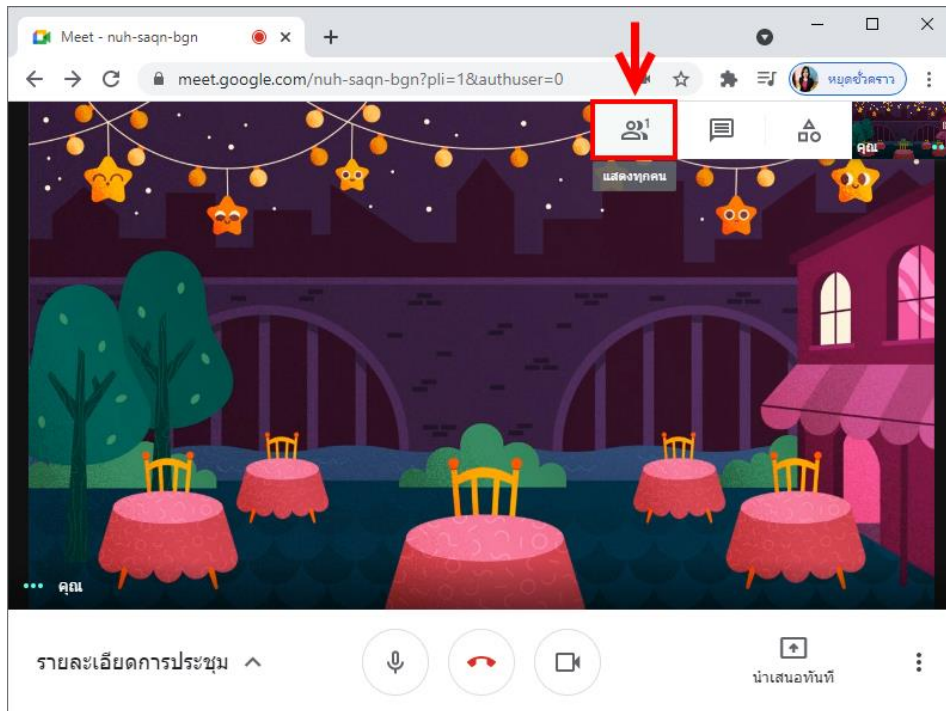 Meet - nuh-saqn-bgn
meet.google.com/nuh-saqn-bgn?pli=1&authuser=0
หยุดชั่วคราว
1
คุณ
แสดงทุกคน
คุณ
รายละเอียดการประชุม
นำเสนอทันที